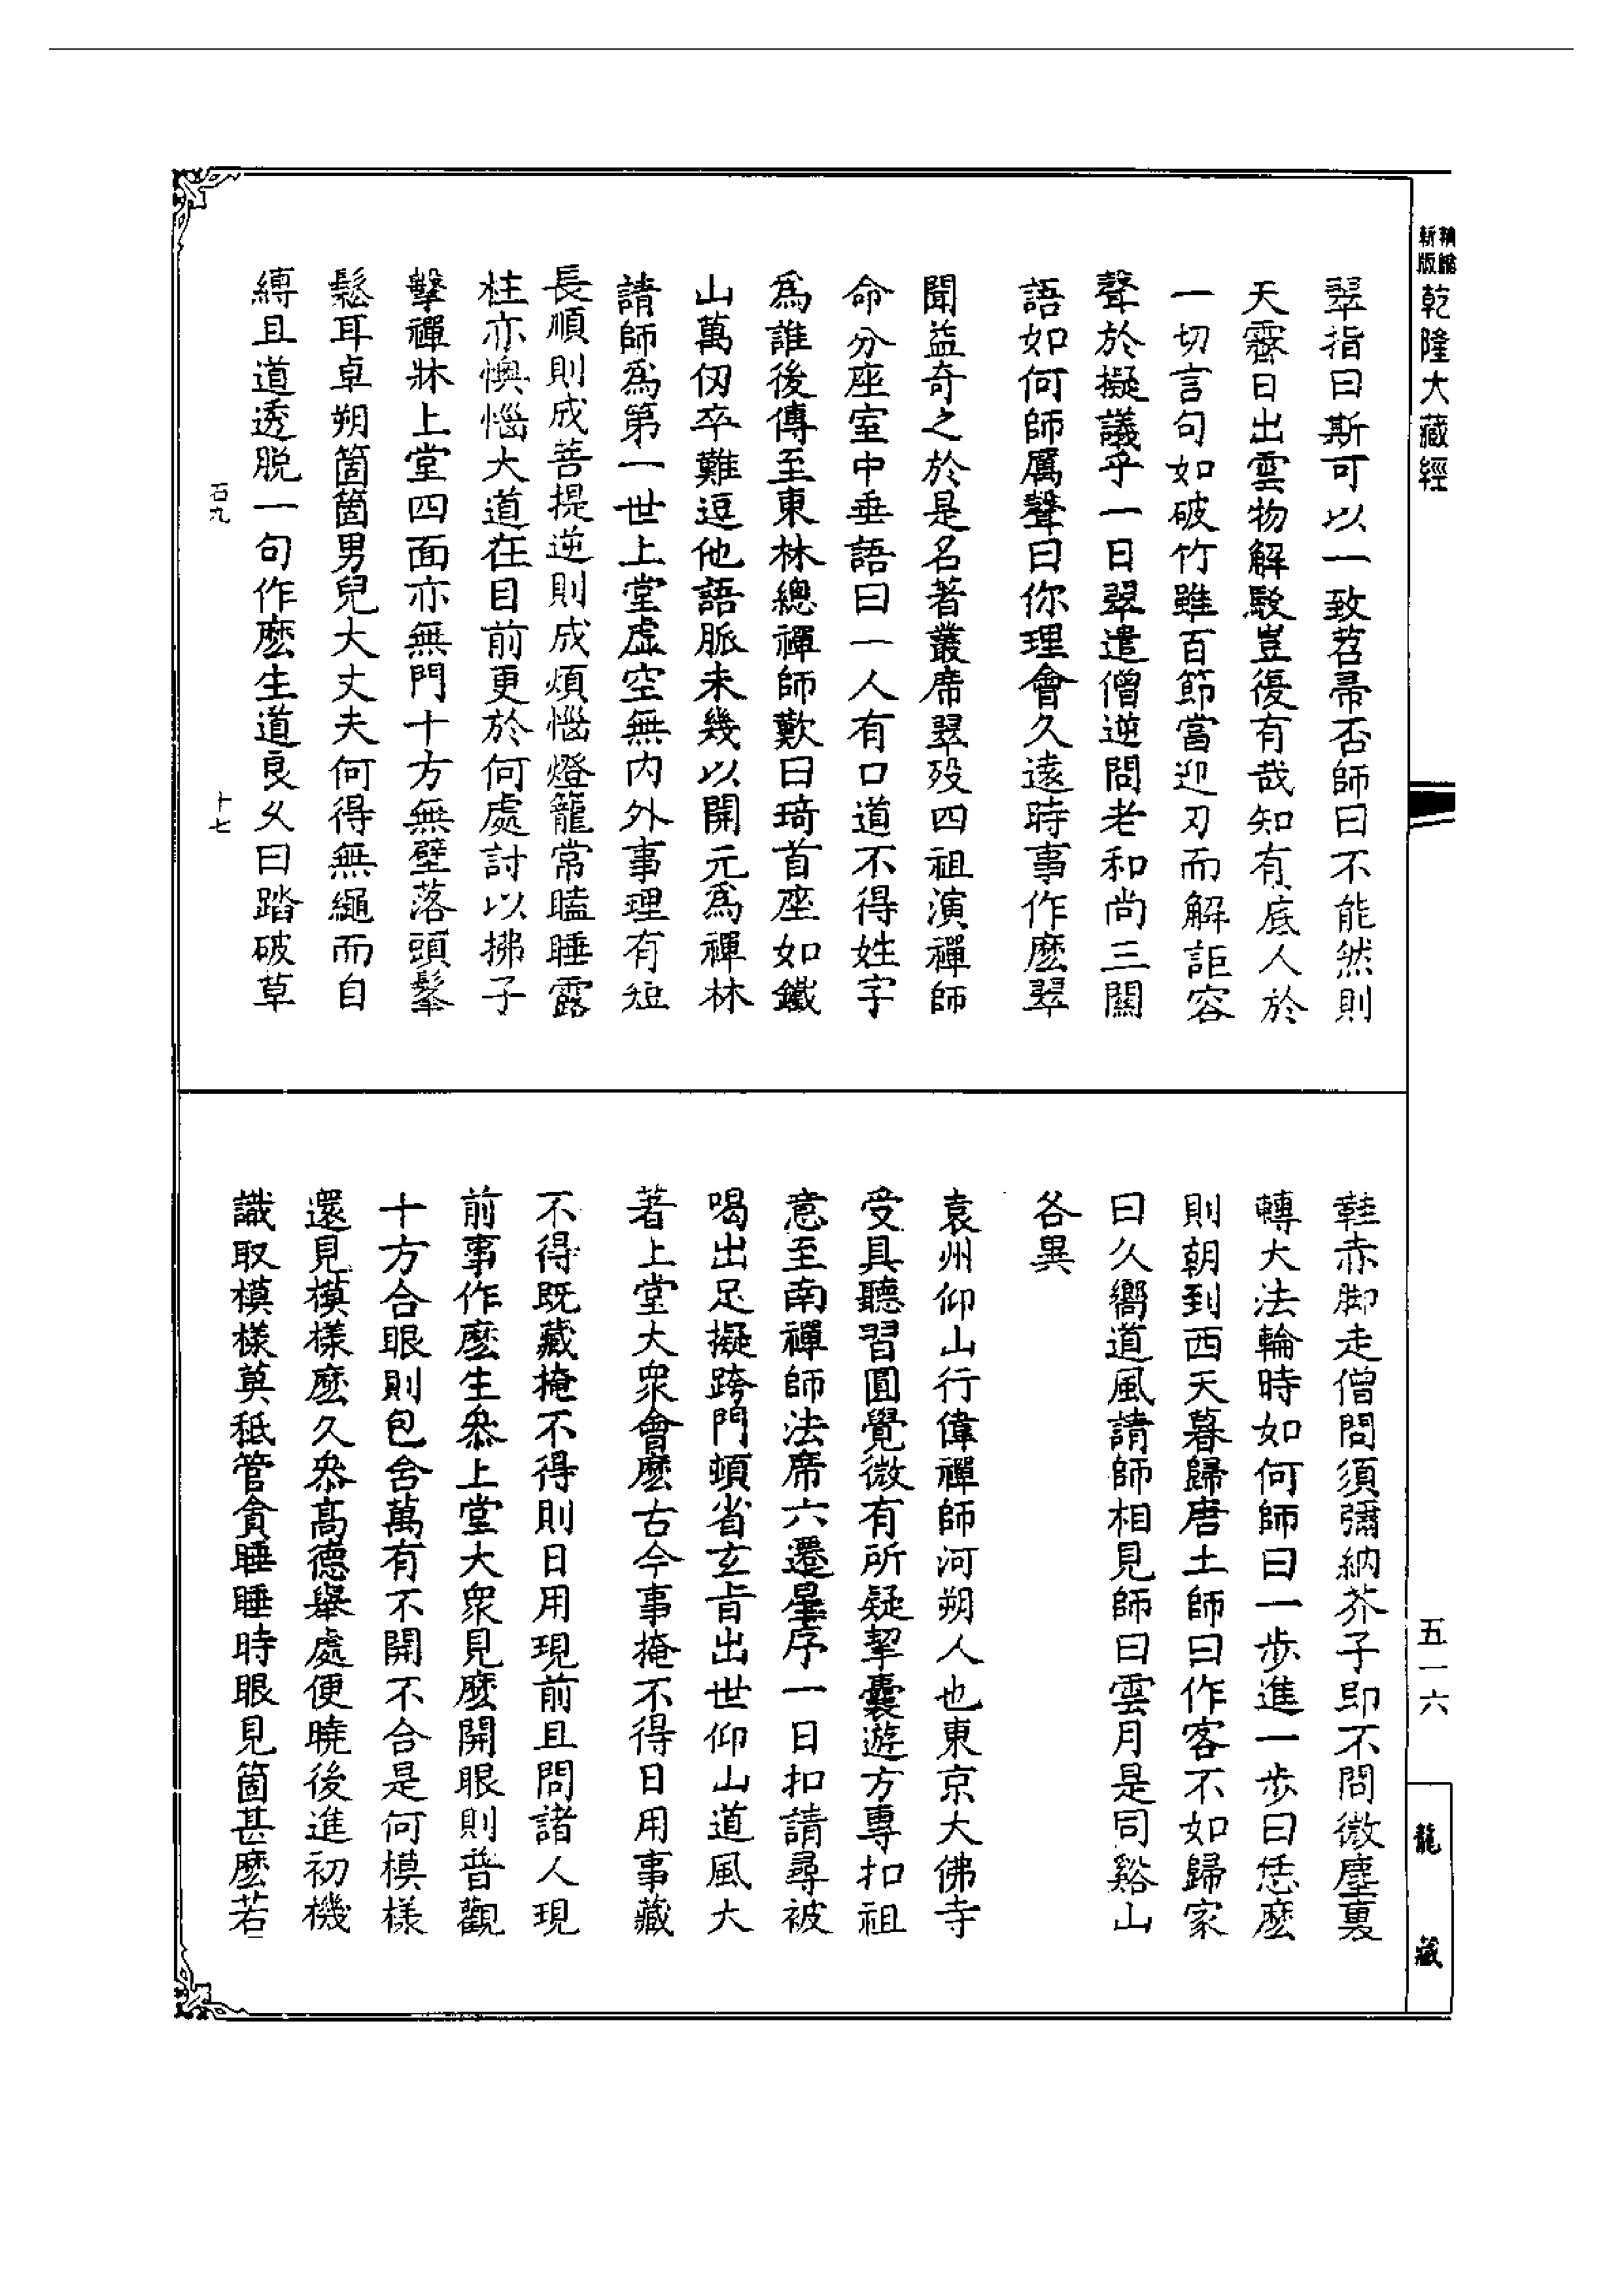 乾隆大藏經
翠指曰斯可以一致苕帚否師曰不能然則
天霽日出雲物解駮豈復有哉知有底人於
一切言句如破竹雖百節當迎刃而解詎容
聲於擬議乎一日翠遣僧逆問老和尚三關
語如何師厲聲曰你理會久遠時事作麼翠
聞益奇之於是名著叢席翠歿四祖演禪師
命分座室中垂語曰一人有口道不得姓字
為誰後傳至東林總禪師歎曰琦首座如鐵
山萬仞卒難逗他語脈未幾以開元為禪林
請師為第一世上堂虛空無內外事理有短
長順則成菩提逆則成煩惱燈籠常瞌睡露
柱亦懊惱大道在目前更於何處討以拂子
擊禪牀上堂四面亦無門十方無壁落頭鬔
鬆耳卓朔箇箇男兒大丈夫何得無繩而自
縛且道透脫一句作麼生道良久曰踏破草
石九
十七
鞋赤脚走僧問須彌納芥子即不問微塵裏
轉大法輪時如何師曰一步進一步曰恁麼
則朝到西天暮歸唐土師曰作客不如歸家
曰久嚮道風請師相見師曰雲月是同谿山
各異
袁州仰山行偉禪師河朔人也東京大佛寺
受具聽習圓覺微有所疑挈囊遊方專扣祖
意至南禪師法席六遷星序一日扣請尋被
喝出足擬跨門頓省玄旨出世仰山道風大
著上堂大眾會麼古今事掩不得日用事藏
不得既藏掩不得則日用現前且問諸人現
前事作麼生叅上堂大眾見麼開眼則普觀
十方合眼則包含萬有不開不合是何模樣
還見模樣麼久叅高德舉處便曉後進初機
識取模樣莫秖管貪睡睡時眼見箇甚麼若
五一六
龍藏